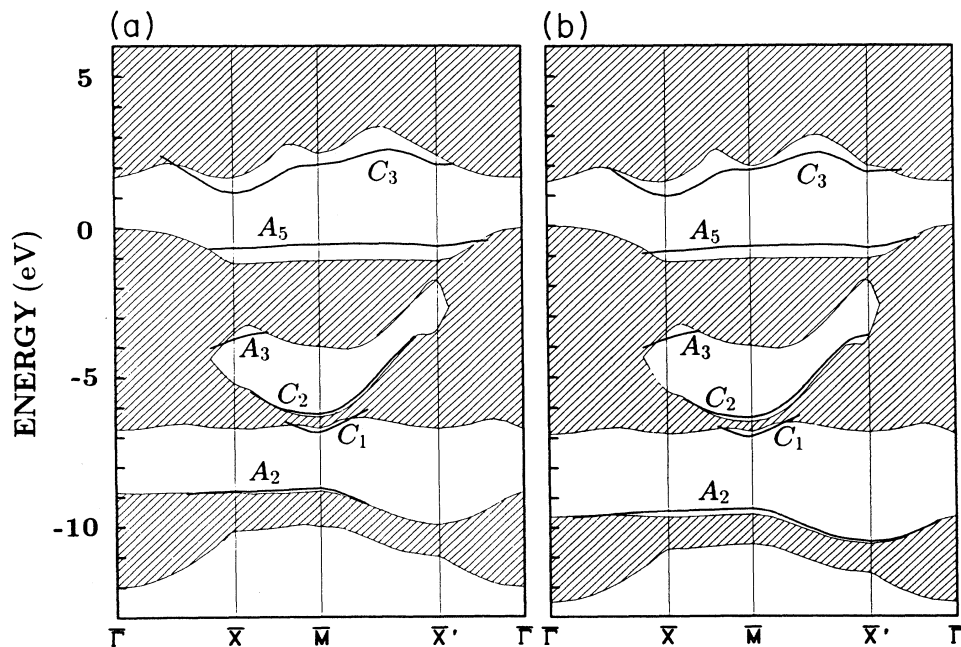 (a) (b)
ENERGY (eV)
5
0
-5
-10
C₃ C₃
A₅ A₅
A₃ A₃
C₂ C₂
C₁ C₁
A₂ A₂
Γ̅ X̅ M̅ X̅′ Γ̅ Γ̅ X̅ M̅ X̅′ Γ̅